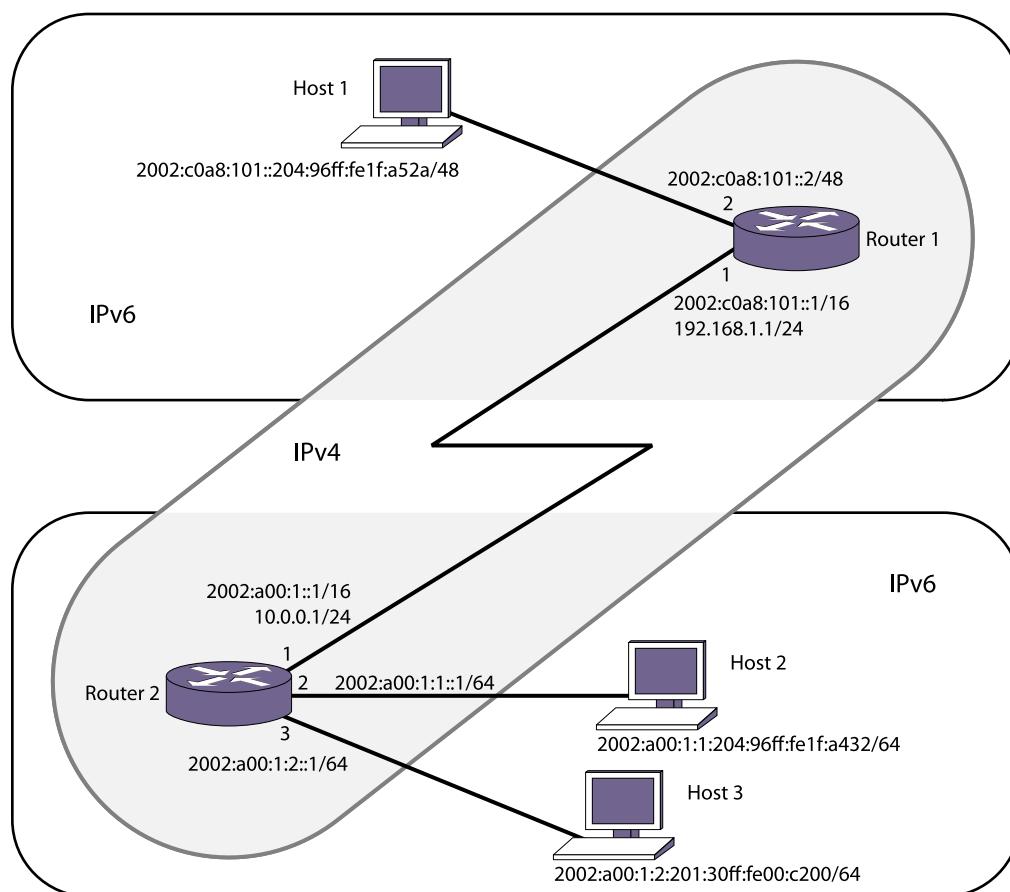 Host 1
2002:c0a8:101::204:96ff:fe1f:a52a/48
2002:c0a8:101::2/48
2
Router 1
1
2002:c0a8:101::1/16
192.168.1.1/24
IPv6
IPv4
IPv6
2002:a00:1::1/16
10.0.0.1/24
1
Router 2
2
2002:a00:1:1::1/64
Host 2
3
2002:a00:1:1:204:96ff:fe1f:a432/64
2002:a00:1:2::1/64
Host 3
2002:a00:1:2:201:30ff:fe00:c200/64